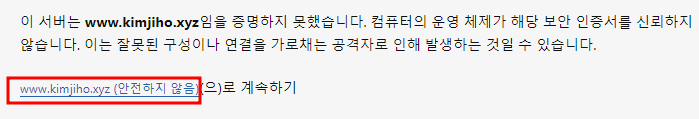 이 서버는 www.kimjiho.xyz임을 증명하지 못했습니다. 컴퓨터의 운영 체제가 해당 보안 인증서를 신뢰하지
않습니다. 이는 잘못된 구성이나 연결을 가로채는 공격자로 인해 발생하는 것일 수 있습니다.
www.kimjiho.xyz (안전하지 않음)(으)로 계속하기